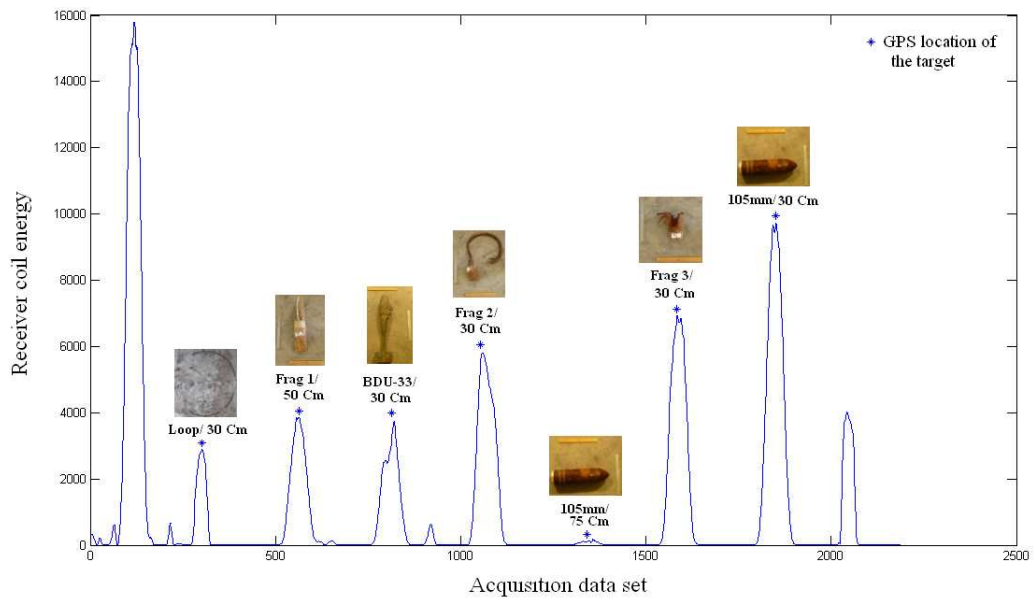 16000
14000
12000
10000
8000
6000
4000
2000
0
0
500
1000
1500
2000
2500
Receiver coil energy
Acquisition data set
* GPS location of
the target
Loop/ 30 Cm
Frag 1/
50 Cm
BDU-33/
30 Cm
Frag 2/
30 Cm
105mm/
75 Cm
Frag 3/
30 Cm
105mm/ 30 Cm